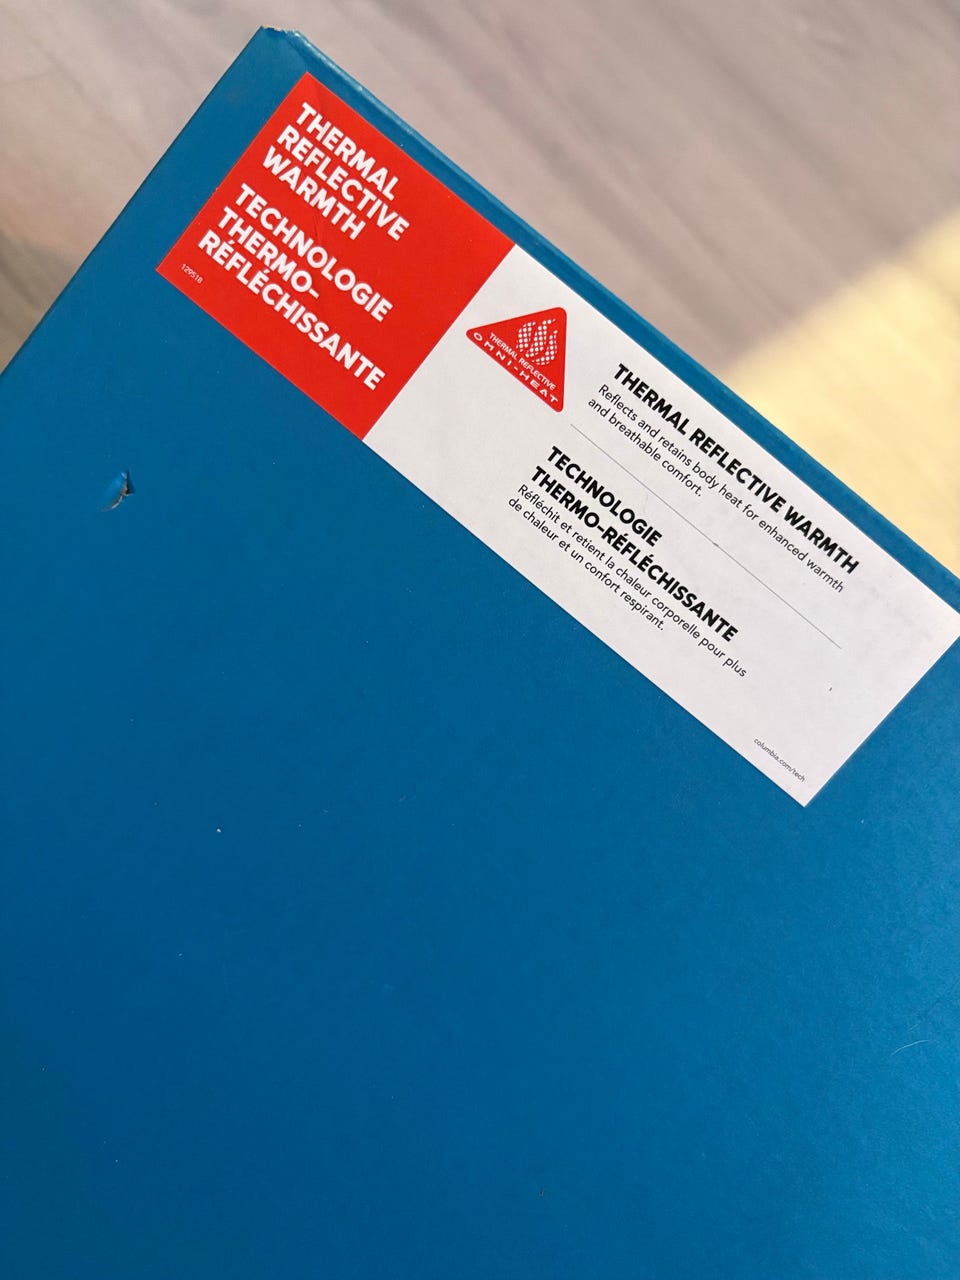 THERMAL
REFLECTIVE
WARMTH
TECHNOLOGIE
THERMO-
RÉFLÉCHISSANTE
129518
THERMAL REFLECTIVE
OMNI-HEAT
THERMAL REFLECTIVE WARMTH
Reflects and retains body heat for enhanced warmth
and breathable comfort.
TECHNOLOGIE
THERMO-RÉFLÉCHISSANTE
Réfléchit et retient la chaleur corporelle pour plus
de chaleur et un confort respirant.
columbia.com/tech